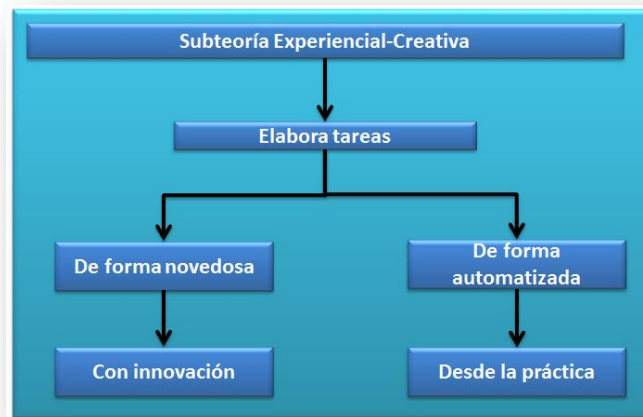 Subteoría Experiencial-Creativa
Elabora tareas
De forma novedosa
De forma
automatizada
Con innovación
Desde la práctica